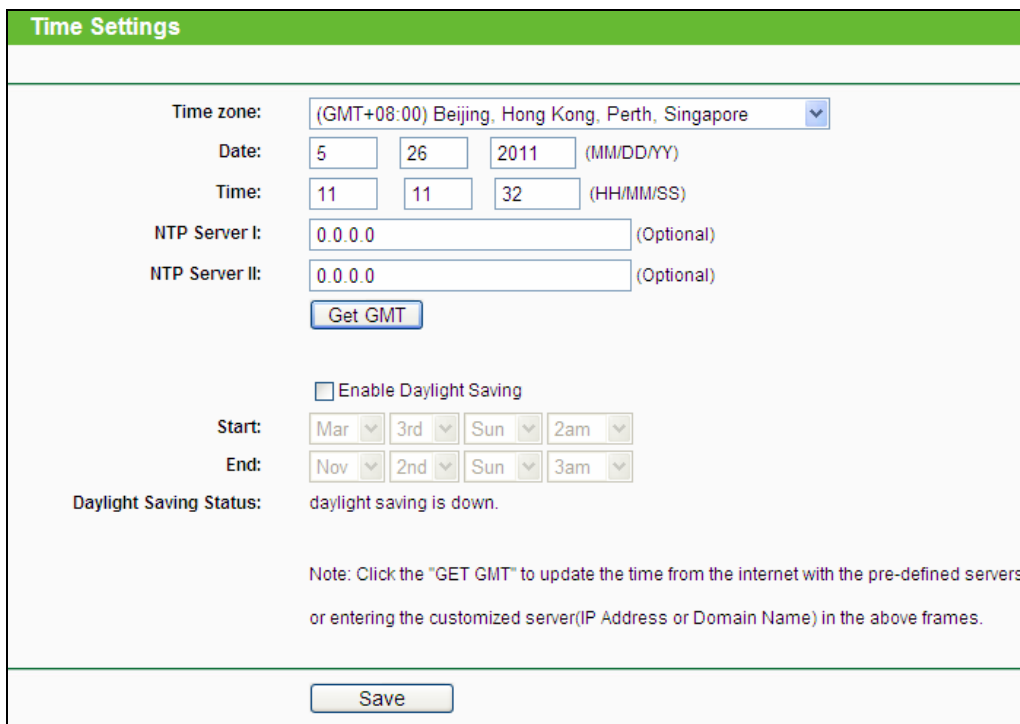 Time Settings
Time zone: (GMT+08:00) Beijing, Hong Kong, Perth, Singapore
Date: 5 26 2011 (MM/DD/YY)
Time: 11 11 32 (HH/MM/SS)
NTP Server I: 0.0.0.0 (Optional)
NTP Server II: 0.0.0.0 (Optional)
Get GMT
Enable Daylight Saving
Start: Mar 3rd Sun 2am
End: Nov 2nd Sun 3am
Daylight Saving Status: daylight saving is down.
Note: Click the "GET GMT" to update the time from the internet with the pre-defined servers
or entering the customized server(IP Address or Domain Name) in the above frames.
Save